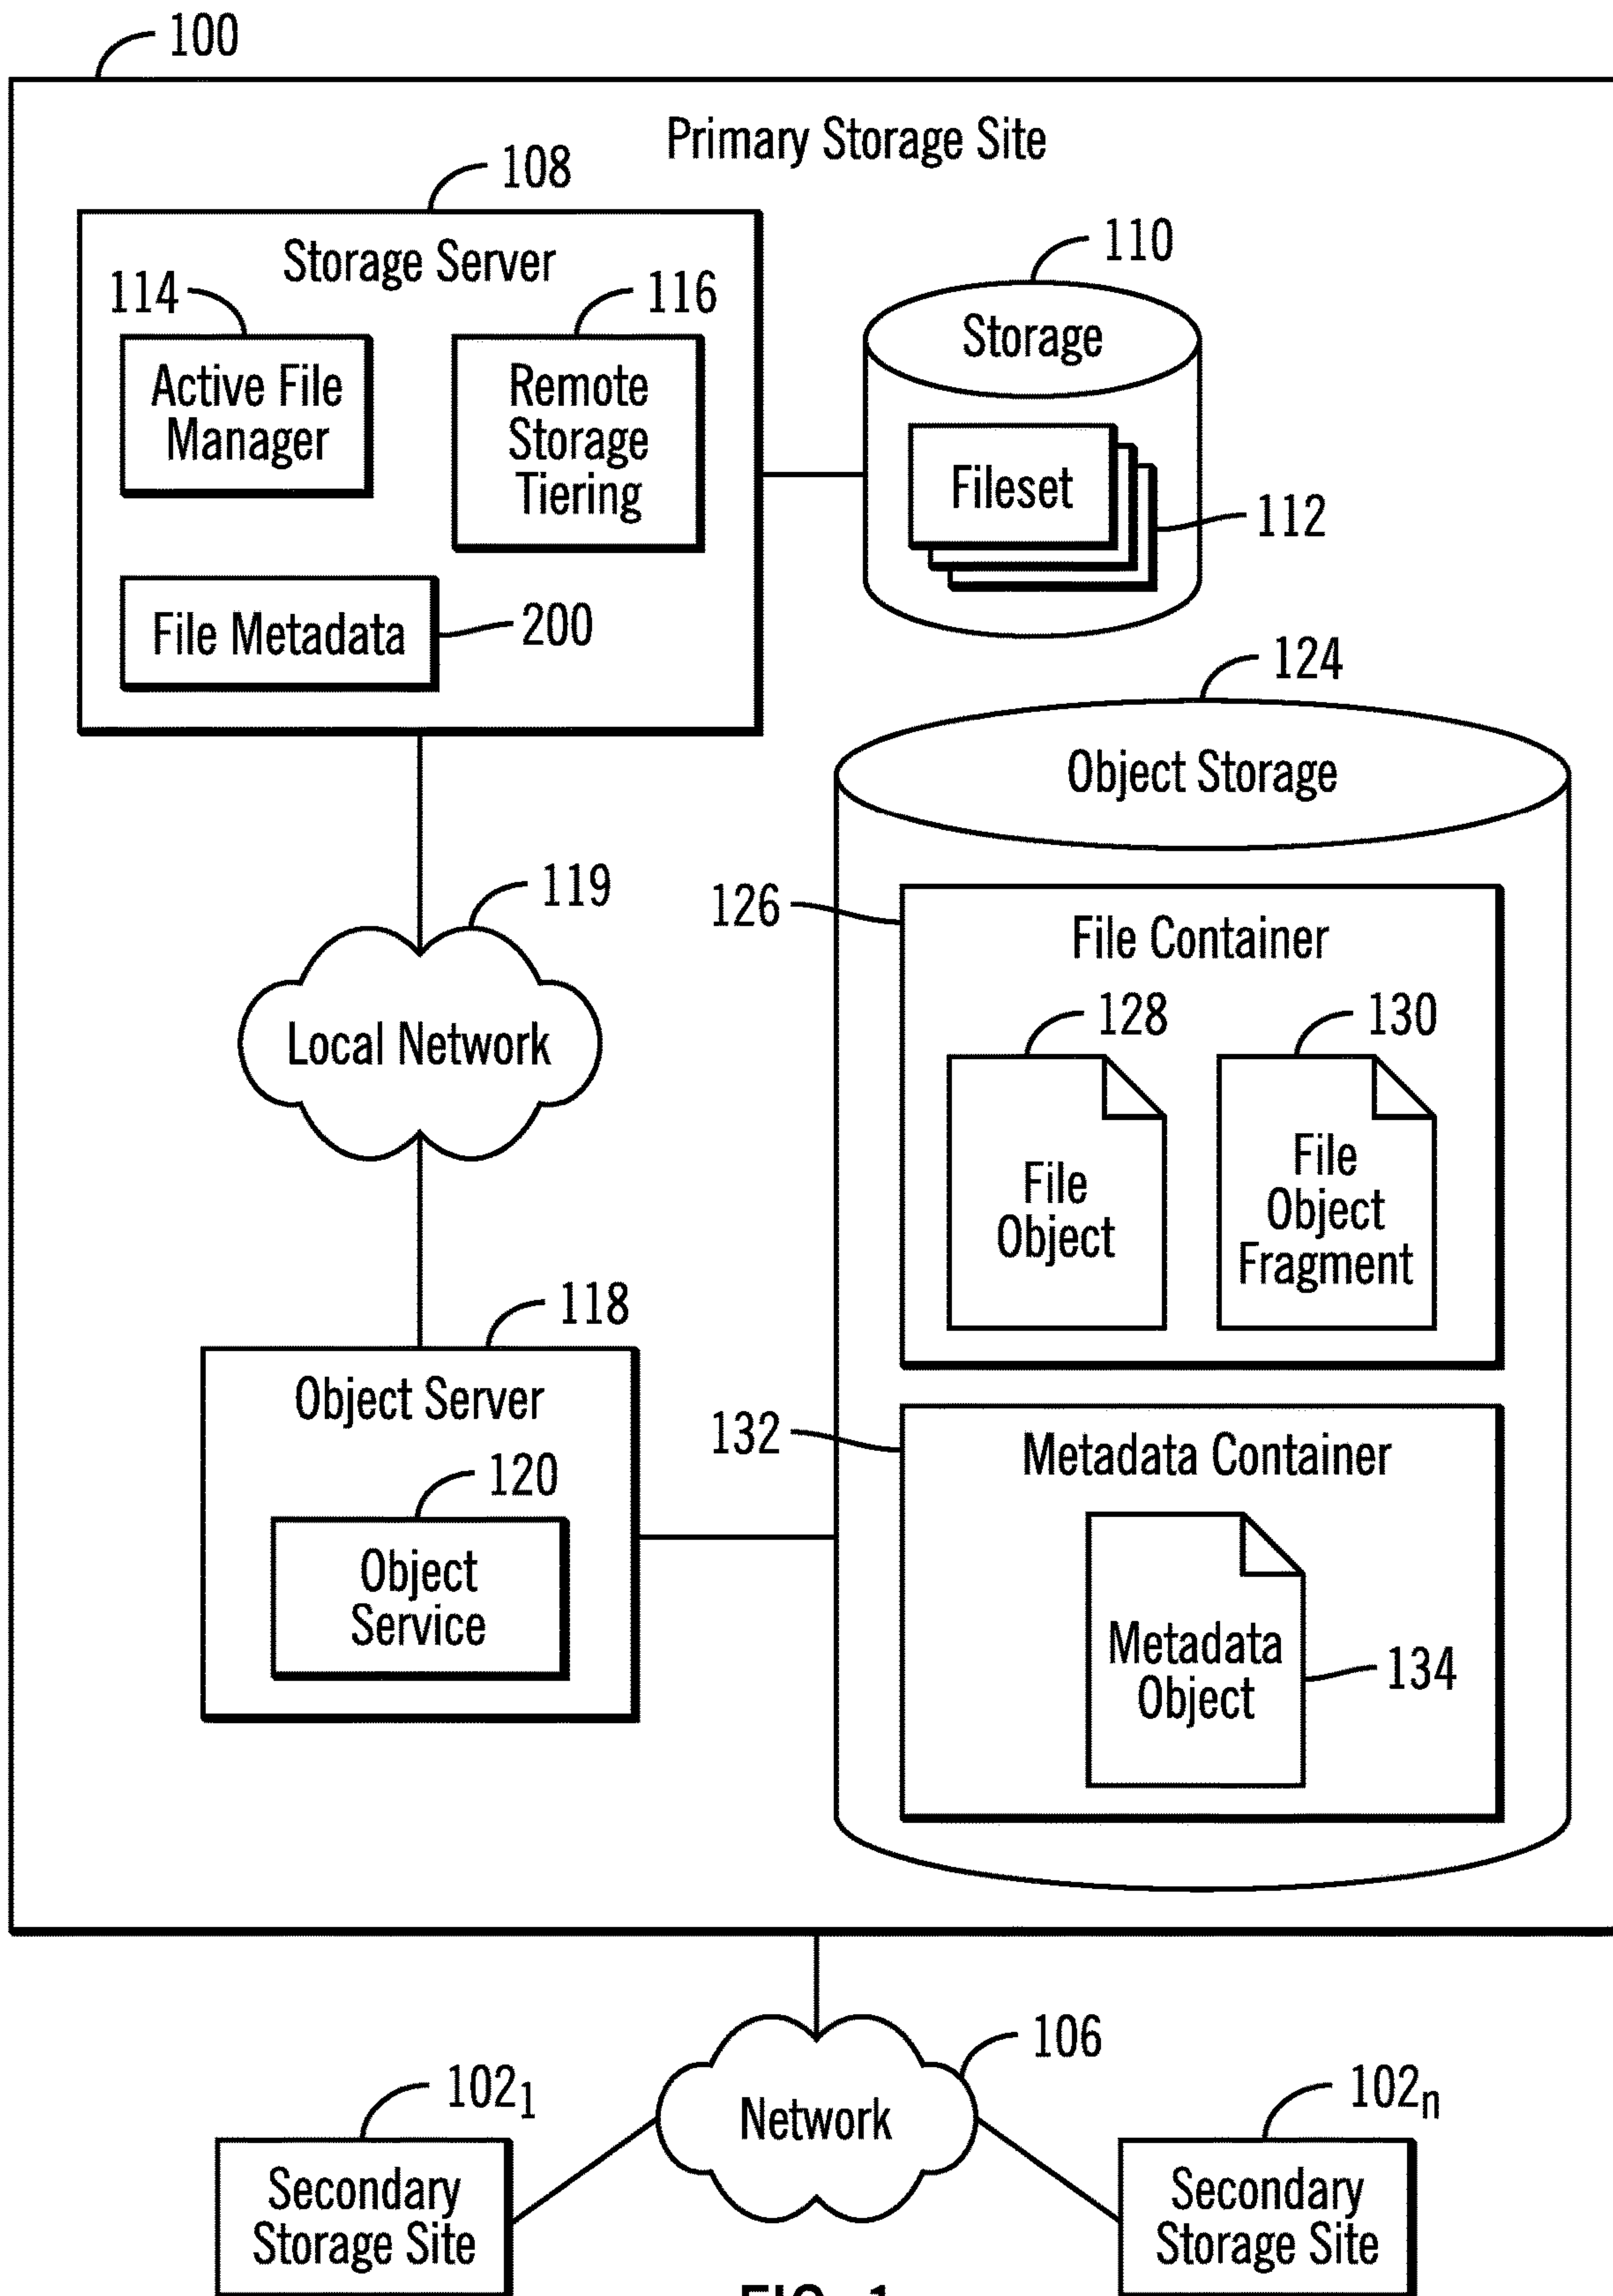 100
Primary Storage Site
108
Storage Server
114
116
Active File
Manager
Remote
Storage
Tiering
File Metadata
200
110
Storage
Fileset
112
124
Object Storage
119
Local Network
126
File Container
128
130
File
Object
File
Object
Fragment
118
Object Server
120
Object
Service
132
Metadata Container
Metadata
Object
134
106
Network
102₁
Secondary
Storage Site
102ₙ
Secondary
Storage Site
FIG. 1